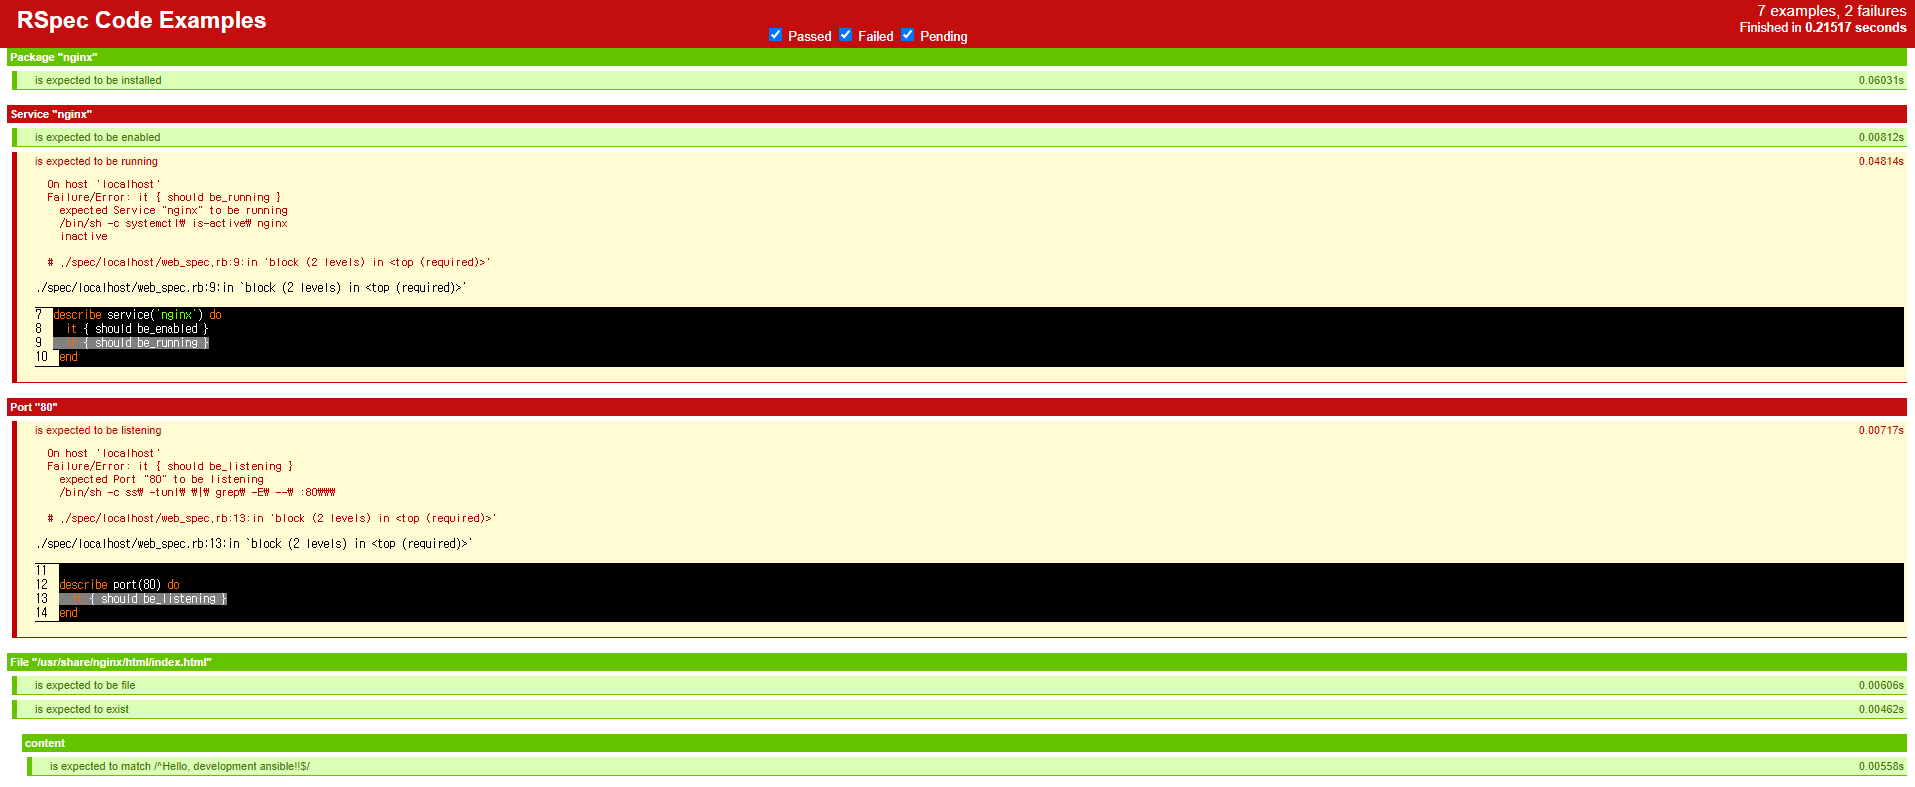 RSpec Code Examples
Passed Failed Pending
7 examples, 2 failures
Finished in 0.21517 seconds
Package "nginx"
is expected to be installed 0.06031s
Service "nginx"
is expected to be enabled 0.00812s
is expected to be running 0.04814s
On host `localhost'
Failure/Error: it { should be_running }
expected Service "nginx" to be running
/bin/sh -c systemctl₩ is-active₩ nginx
inactive
# ./spec/localhost/web_spec.rb:9:in `block (2 levels) in <top (required)>'
./spec/localhost/web_spec.rb:9:in `block (2 levels) in <top (required)>'
7 describe service('nginx') do
8 it { should be_enabled }
9 it { should be_running }
10 end
Port "80"
is expected to be listening 0.00717s
On host `localhost'
Failure/Error: it { should be_listening }
expected Port "80" to be listening
/bin/sh -c ss₩ -tunl₩ ₩|₩ grep₩ -E₩ --₩ :80₩₩₩
# ./spec/localhost/web_spec.rb:13:in `block (2 levels) in <top (required)>'
./spec/localhost/web_spec.rb:13:in `block (2 levels) in <top (required)>'
11
12 describe port(80) do
13 it { should be_listening }
14 end
File "/usr/share/nginx/html/index.html"
is expected to be file 0.00606s
is expected to exist 0.00462s
content
is expected to match /^Hello, development ansible!!$/ 0.00558s